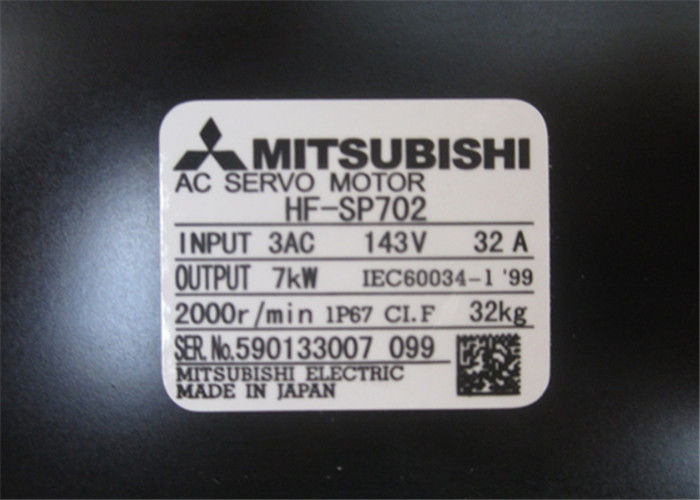 MITSUBISHI
AC SERVO MOTOR
HF-SP702
INPUT 3AC 143V 32 A
OUTPUT 7kW IEC60034-1 '99
2000r/min IP67 CI.F 32kg
SER.No.590133007 099
MITSUBISHI ELECTRIC
MADE IN JAPAN